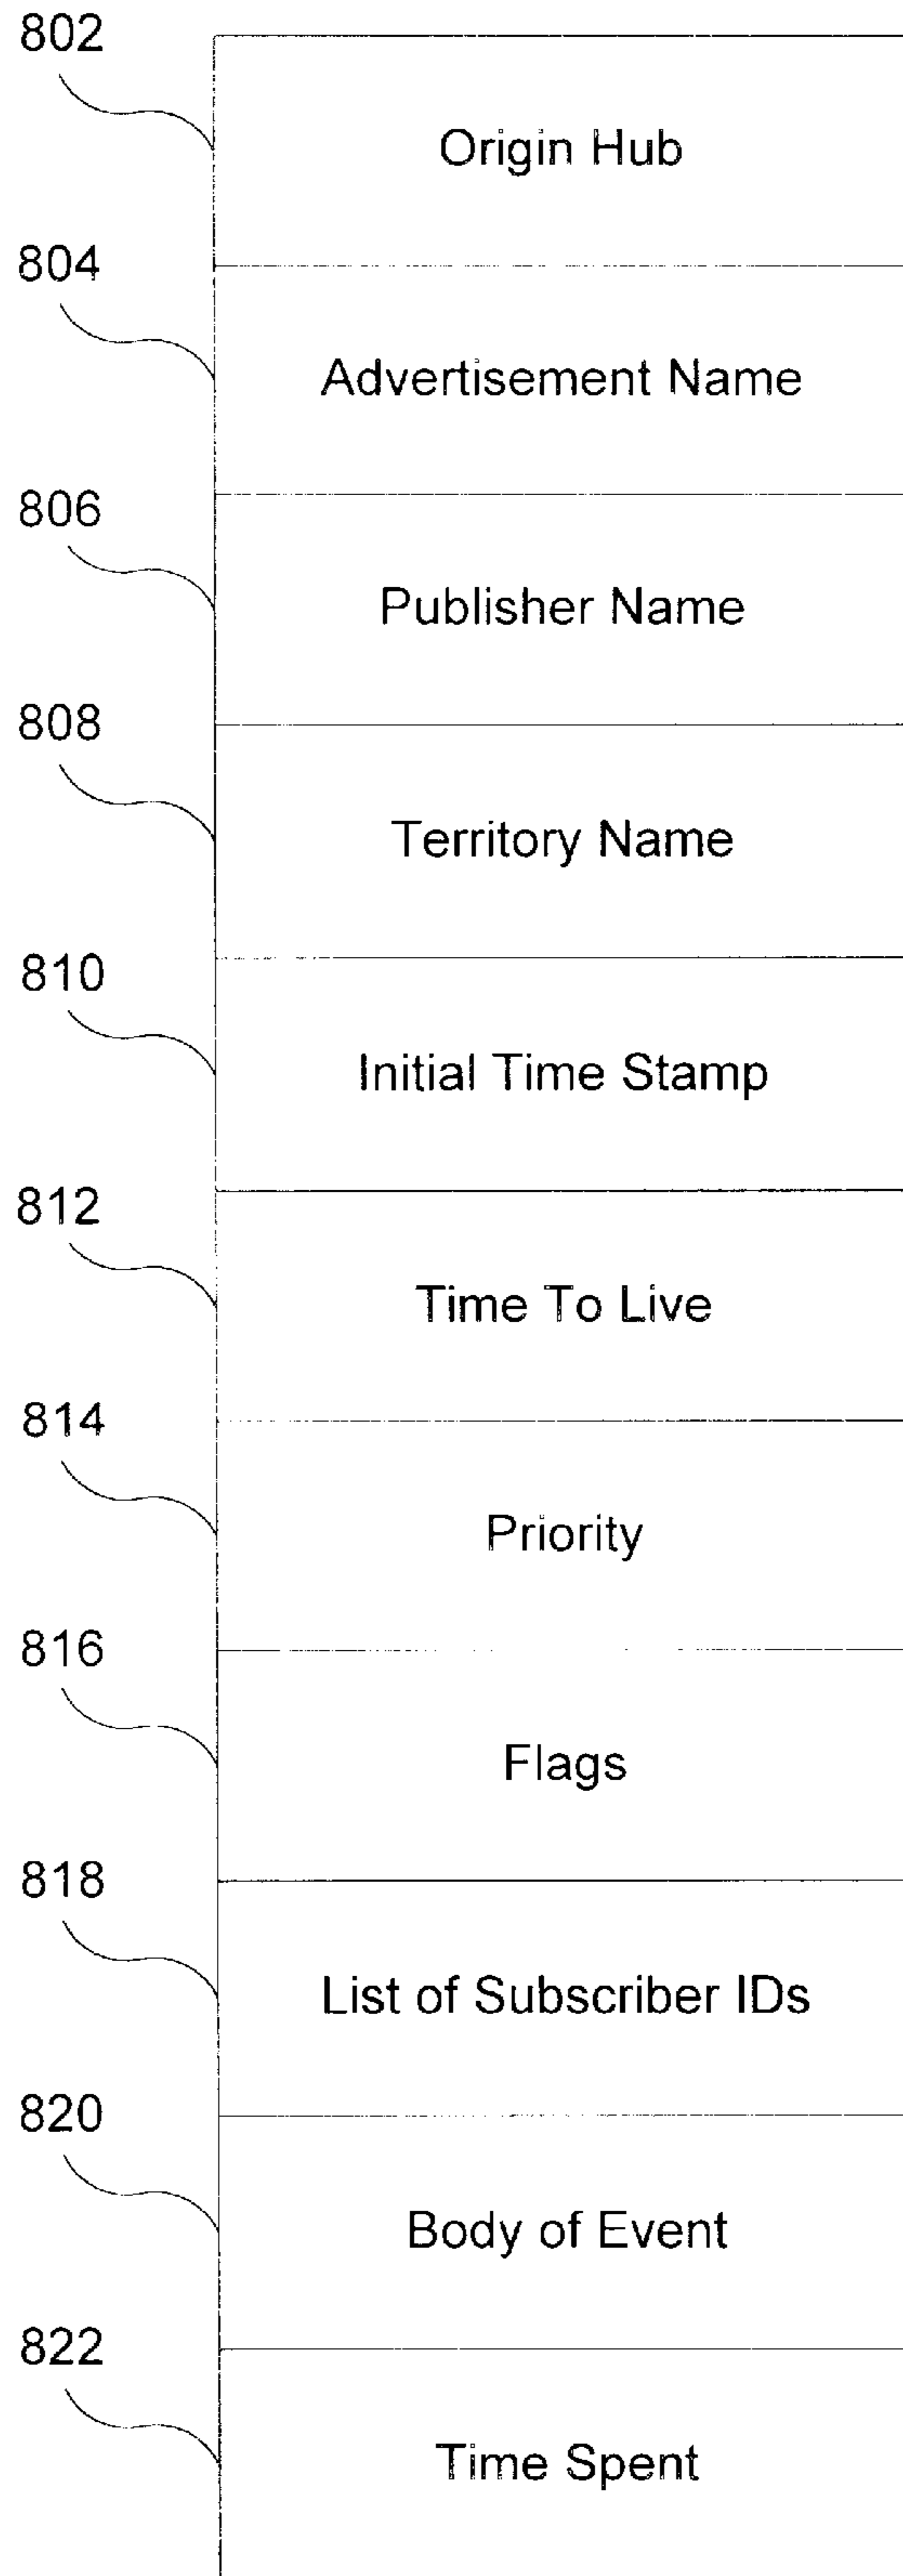 802
Origin Hub
804
Advertisement Name
806
Publisher Name
808
Territory Name
810
Initial Time Stamp
812
Time To Live
814
Priority
816
Flags
818
List of Subscriber IDs
820
Body of Event
822
Time Spent